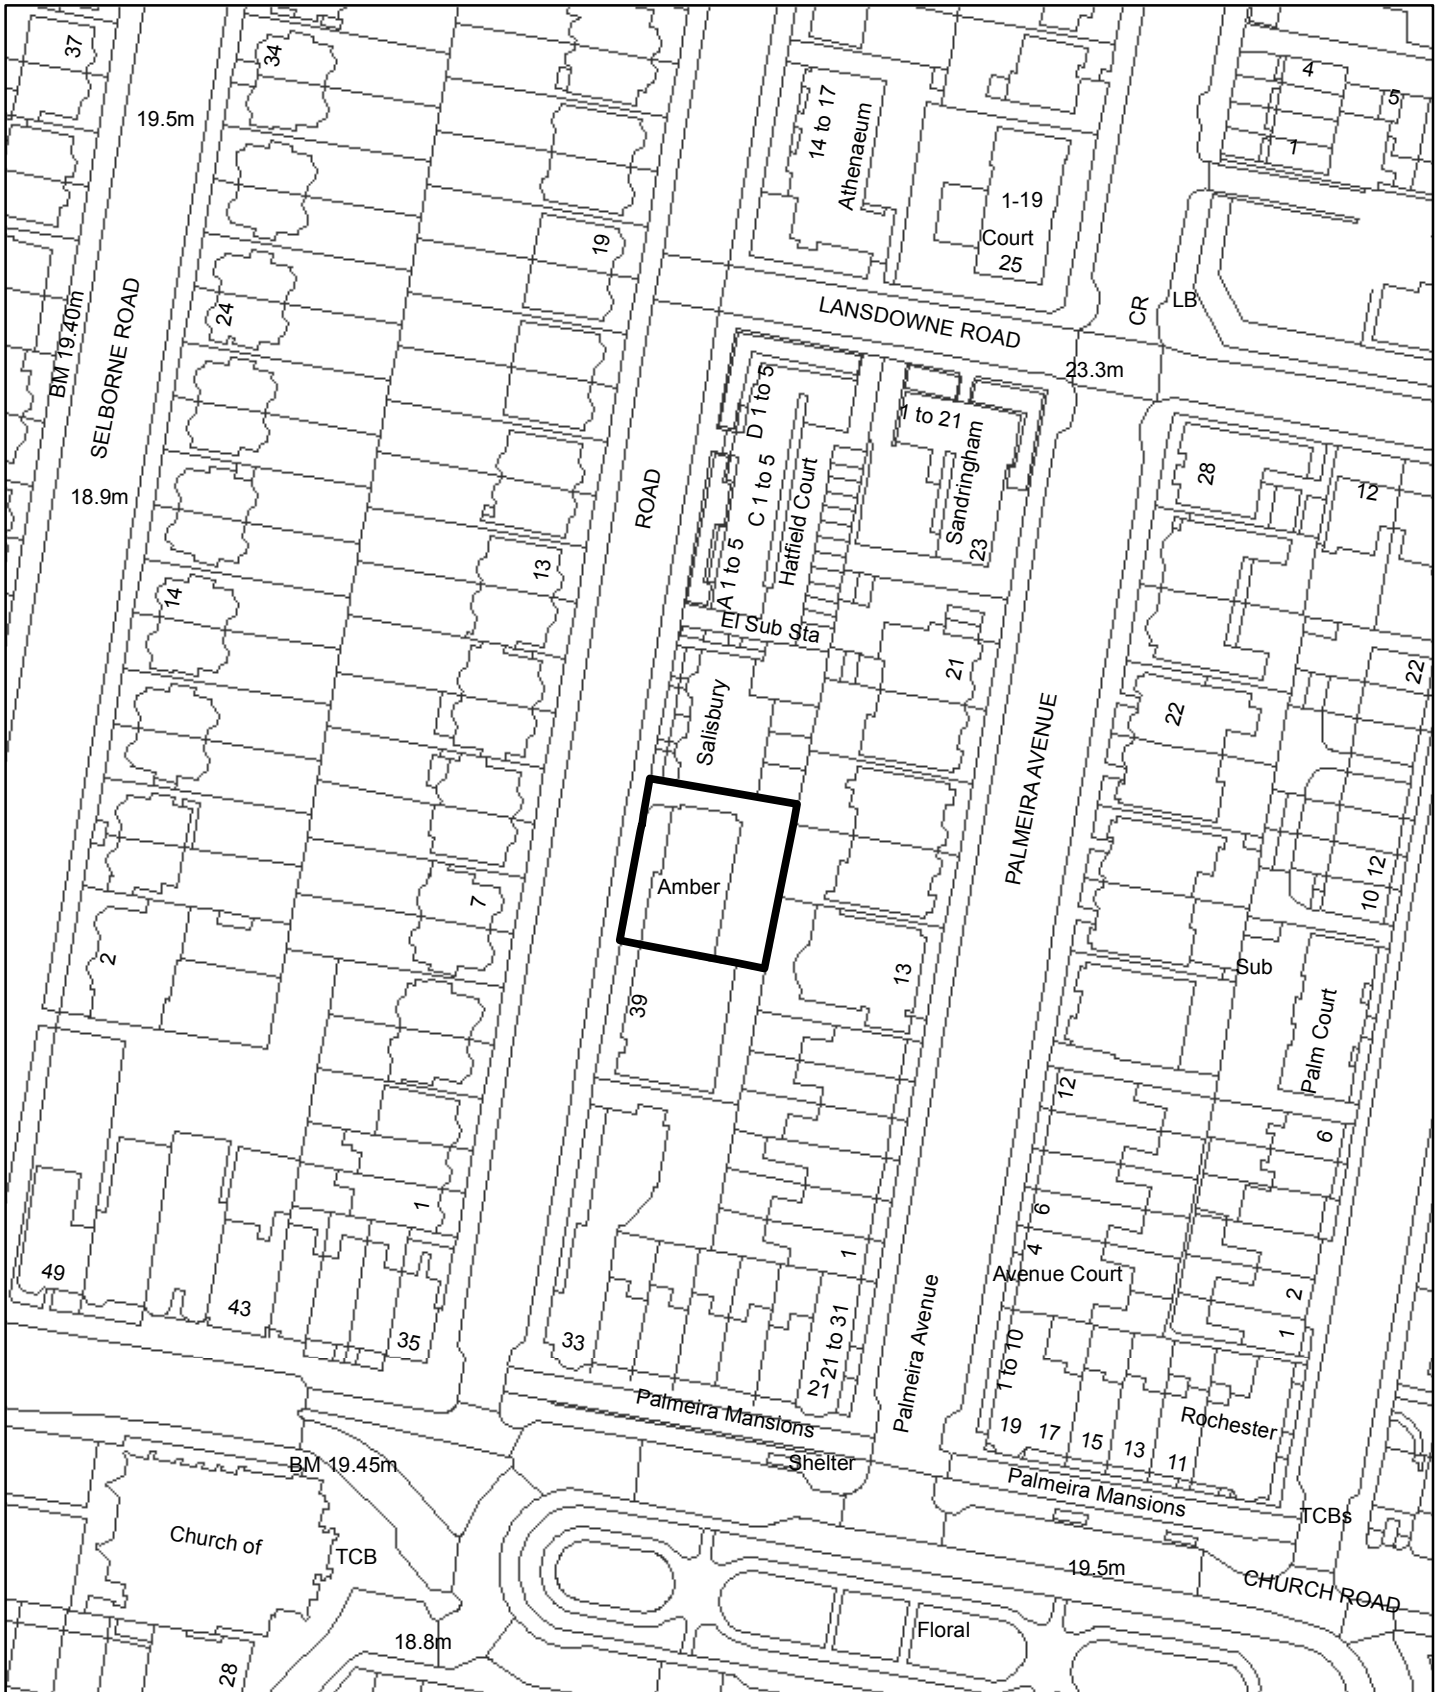 37
34
4
5
1
19.5m
14 to 17
Athenaeum
1-19
Court
25
19
SELBORNE ROAD
BM 19.40m
24
LANSDOWNE ROAD
CR
LB
23.3m
D 1 to 5
1 to 21
28
12
18.9m
ROAD
C 1 to 5
Hatfield Court
Sandringham
23
13
A 1 to 5
14
El Sub Sta
21
22
22
Salisbury
PALMEIRA AVENUE
Amber
7
12
10
2
13
Sub
39
Palm Court
12
6
1
6
4
Avenue Court
1
2
1
49
43
35
33
21 to 31
21
Palmeira Avenue
1 to 10
Palmeira Mansions
19
17
15
13
11
Rochester
BM 19.45m
Shelter
Palmeira Mansions
TCBs
Church of
TCB
19.5m
CHURCH ROAD
Floral
18.8m
28